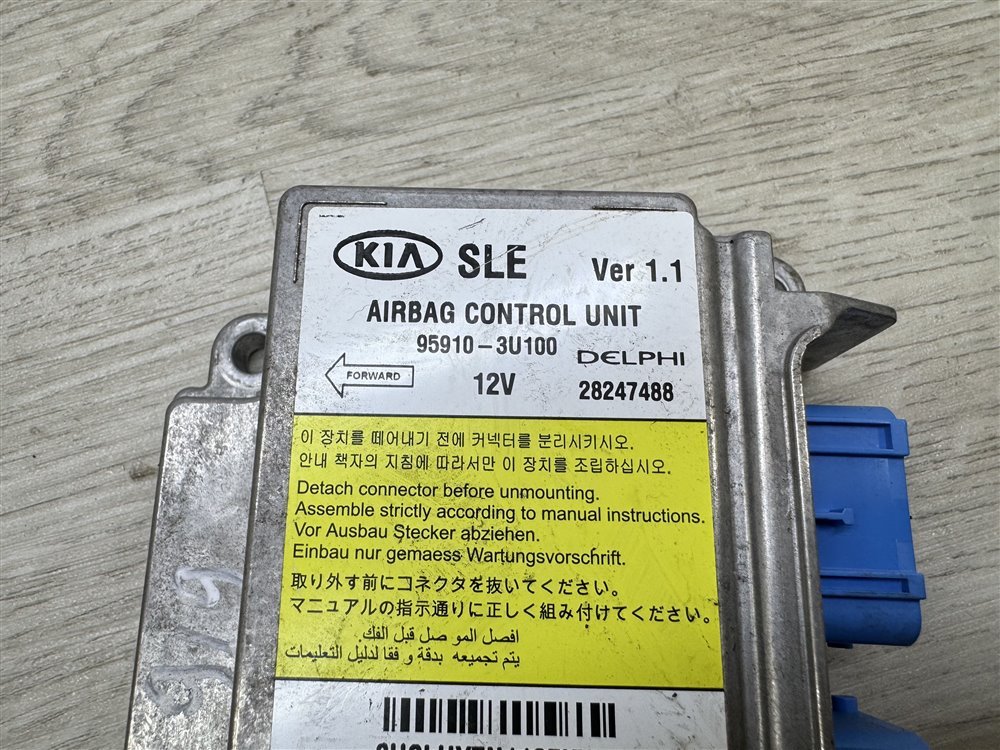 KIA SLE Ver 1.1
AIRBAG CONTROL UNIT
95910-3U100
DELPHI
FORWARD
12V
28247488
이 장치를 떼어내기 전에 커넥터를 분리시키시오.
안내 책자의 지침에 따라서만 이 장치를 조립하십시오.
Detach connector before unmounting.
Assemble strictly according to manual instructions.
Vor Ausbau Stecker abziehen.
Einbau nur gemaess Wartungsvorschrift.
取り外す前にコネクタを抜いてください。
マニュアルの指示通りに正しく組み付けてください。
افصل الموصل قبل الفك.
يتم تجميعه بدقة و فقا لدليل التعليمات